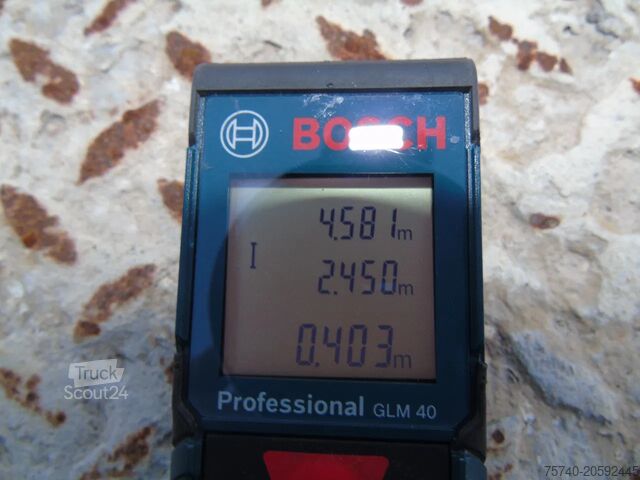 BOSCH
4.581m
I
2.450m
0.403m
Professional GLM 40
Truck
Scout24
75740-20592445